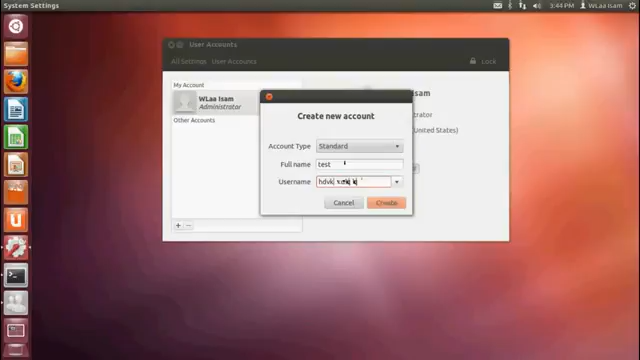 System Settings
3:44 PM WLaa Isam
User Accounts
All Settings User Accounts
Lock
My Account
WLaa Isam
Administrator
Other Accounts
Isam
(United States)
Create new account
Account Type Standard
Full name test
Username
Cancel Create